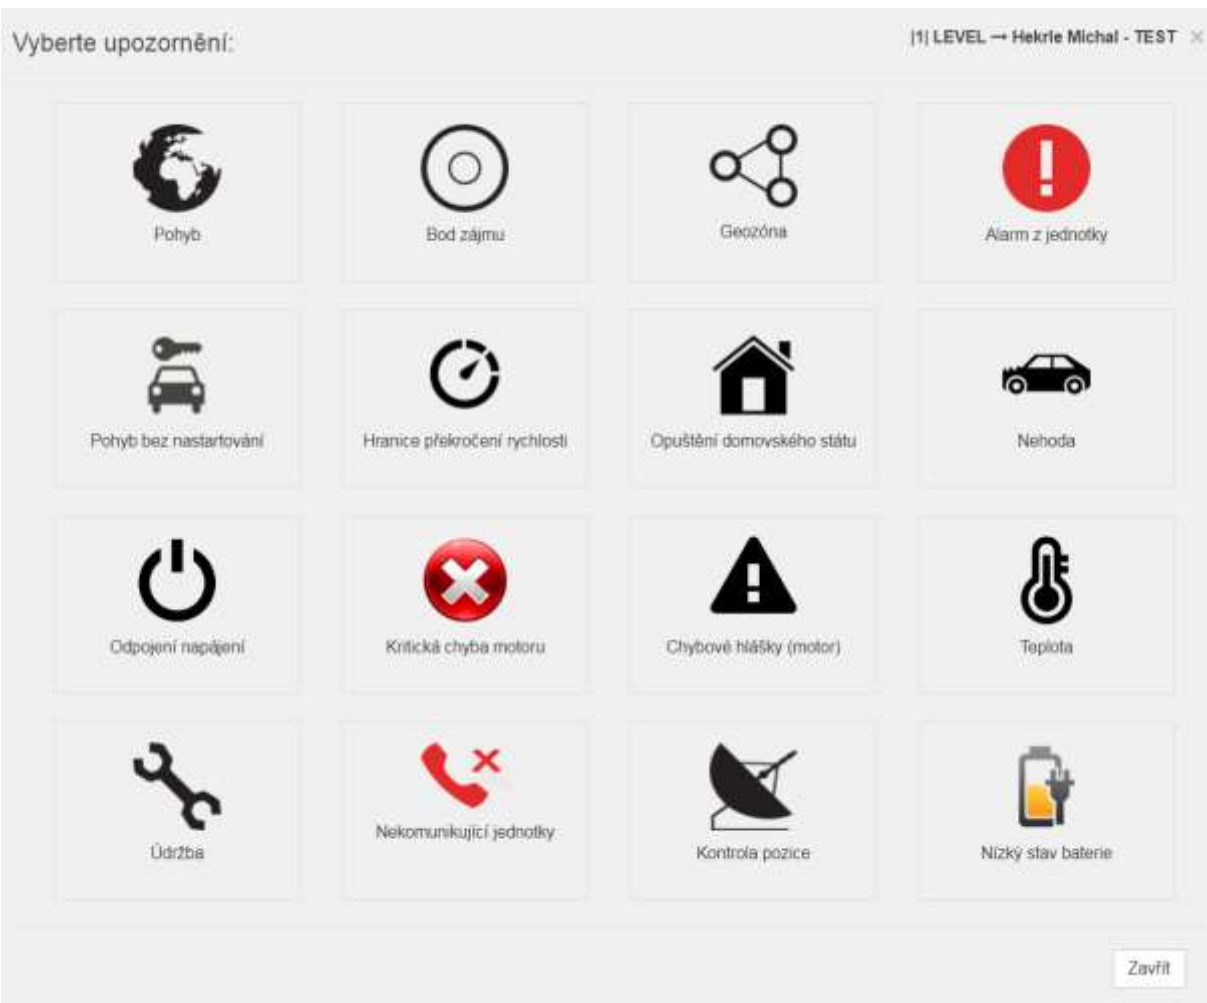 Vyberte upozornění:
|1| LEVEL → Hekrle Michal - TEST ×
Pohyb
Bod zájmu
Geozóna
Alarm z jednotky
Pohyb bez nastartování
Hranice překročení rychlosti
Opuštění domovského státu
Nehoda
Odpojení napájení
Kritická chyba motoru
Chybové hlášky (motor)
Teplota
Údržba
Nekomunikující jednotky
Kontrola pozice
Nízký stav baterie
Zavřít